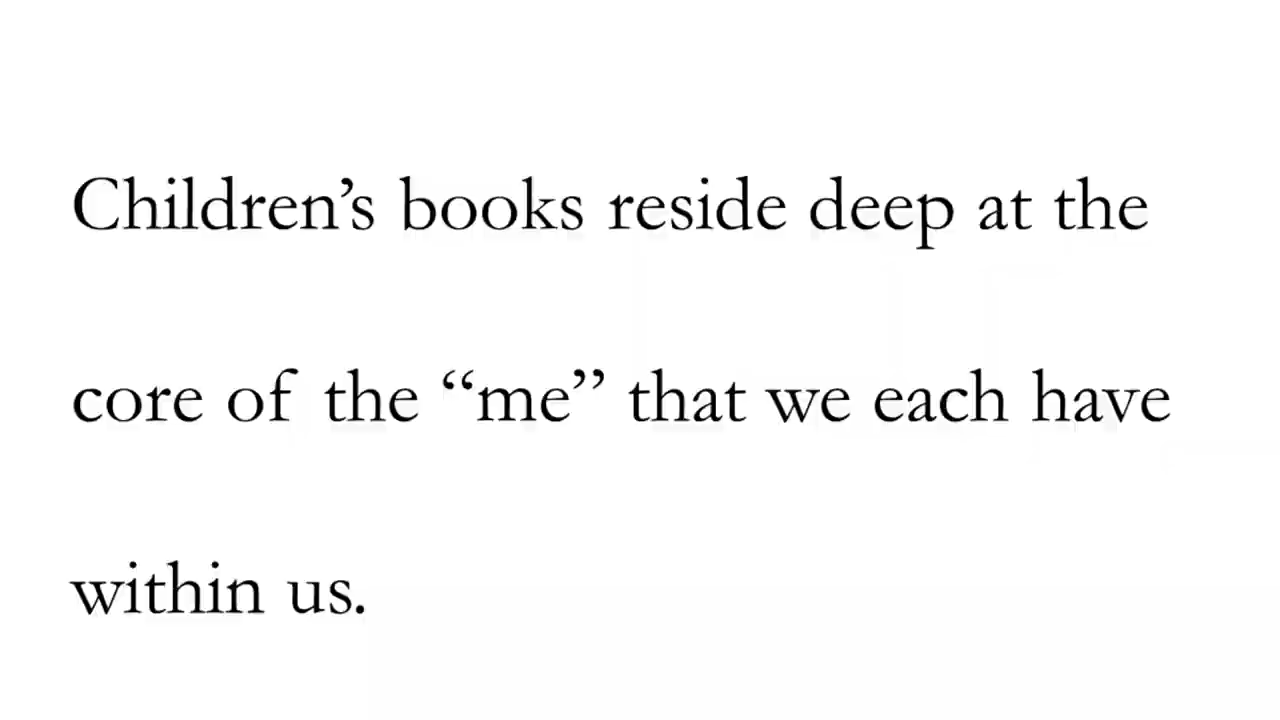 Children’s books reside deep at the
core of the “me” that we each have
within us.